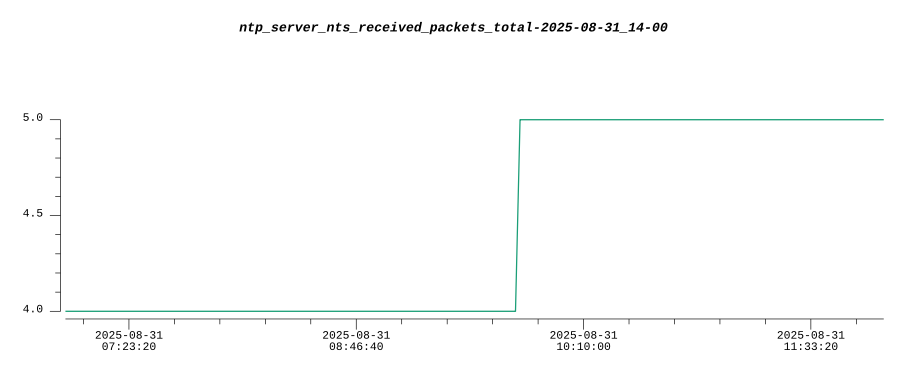 ntp_server_nts_received_packets_total-2025-08-31_14-00
5.0
4.5
4.0
2025-08-31 2025-08-31 2025-08-31 2025-08-31
07:23:20 08:46:40 10:10:00 11:33:20